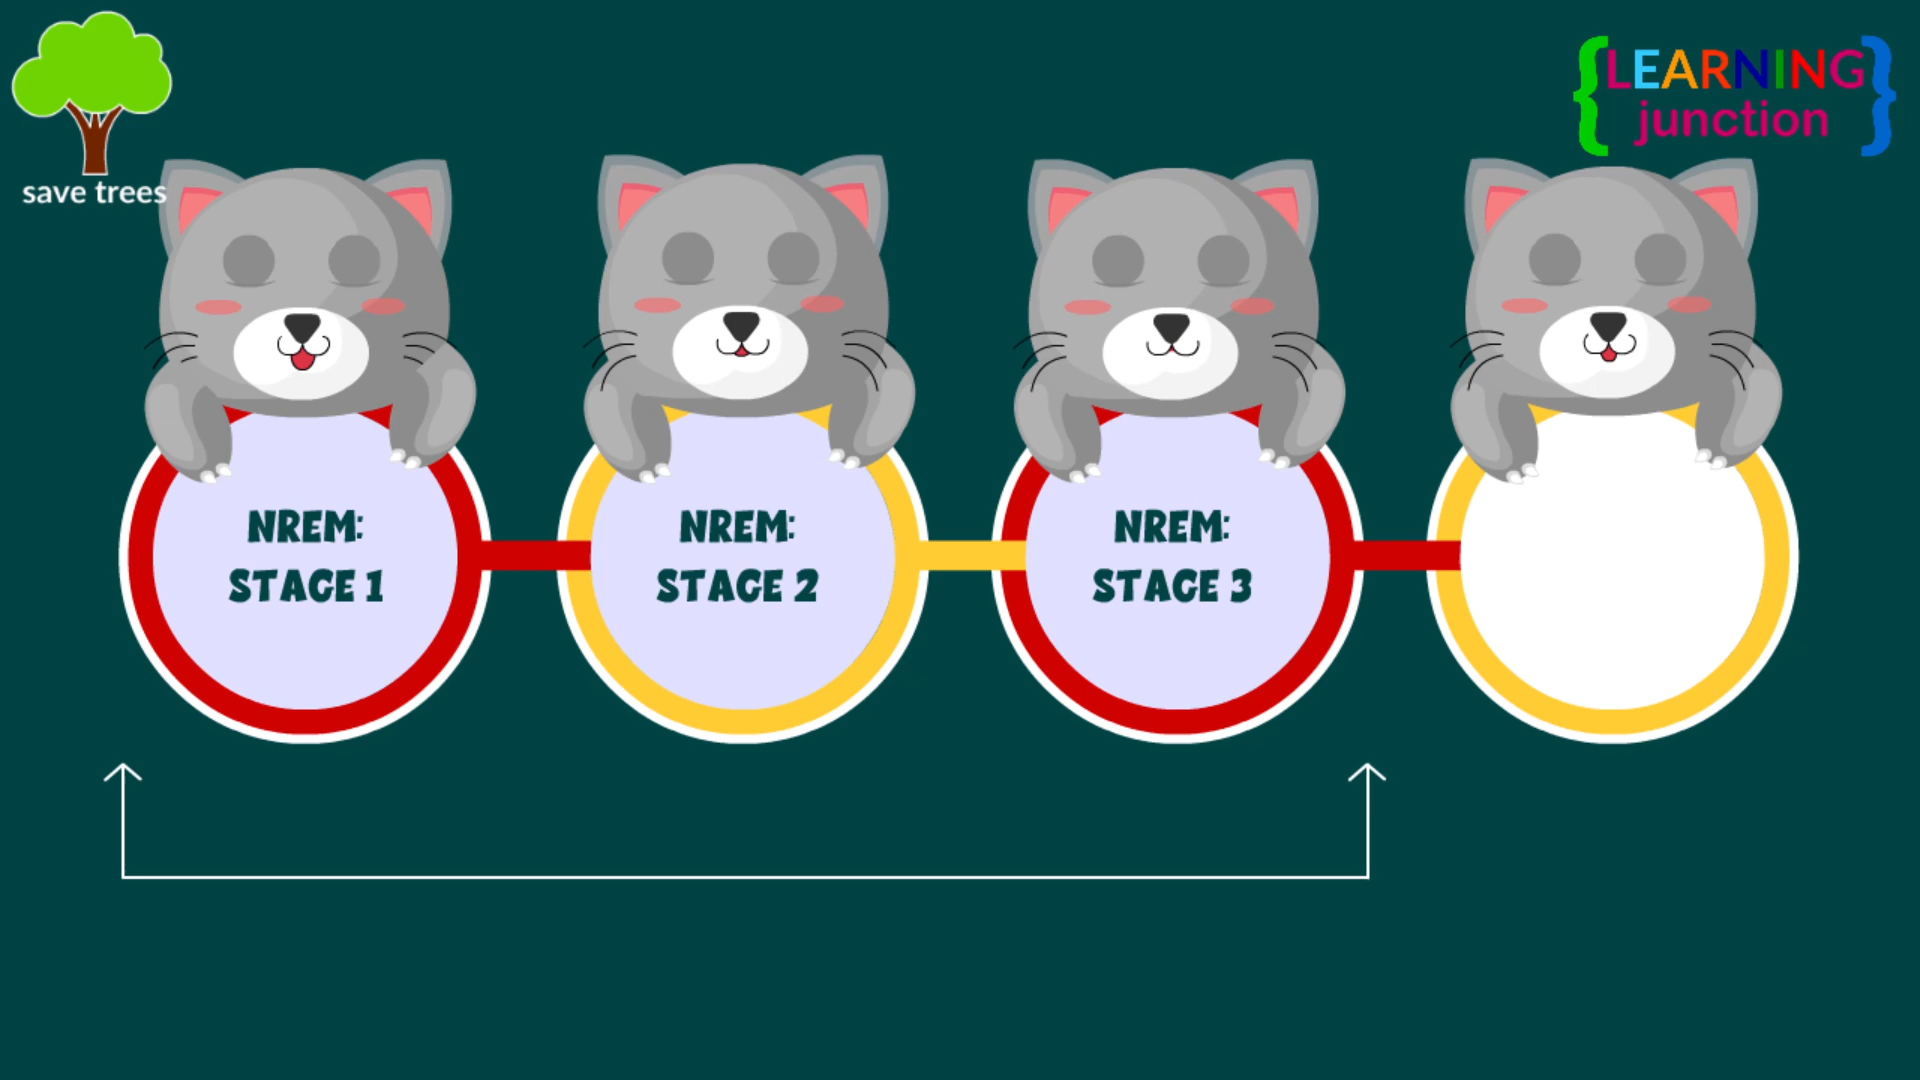 save trees
{LEARNING}
junction
NREM:
STAGE 1
NREM:
STAGE 2
NREM:
STAGE 3